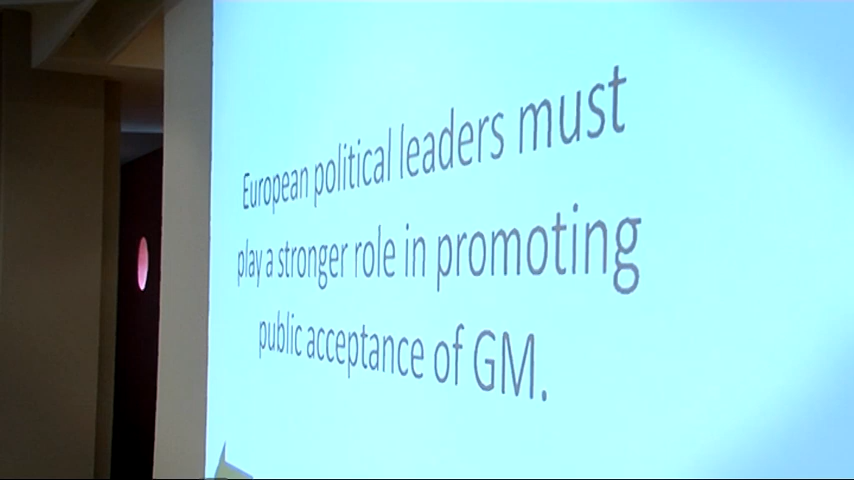 European political leaders must
play a stronger role in promoting
public acceptance of GM.